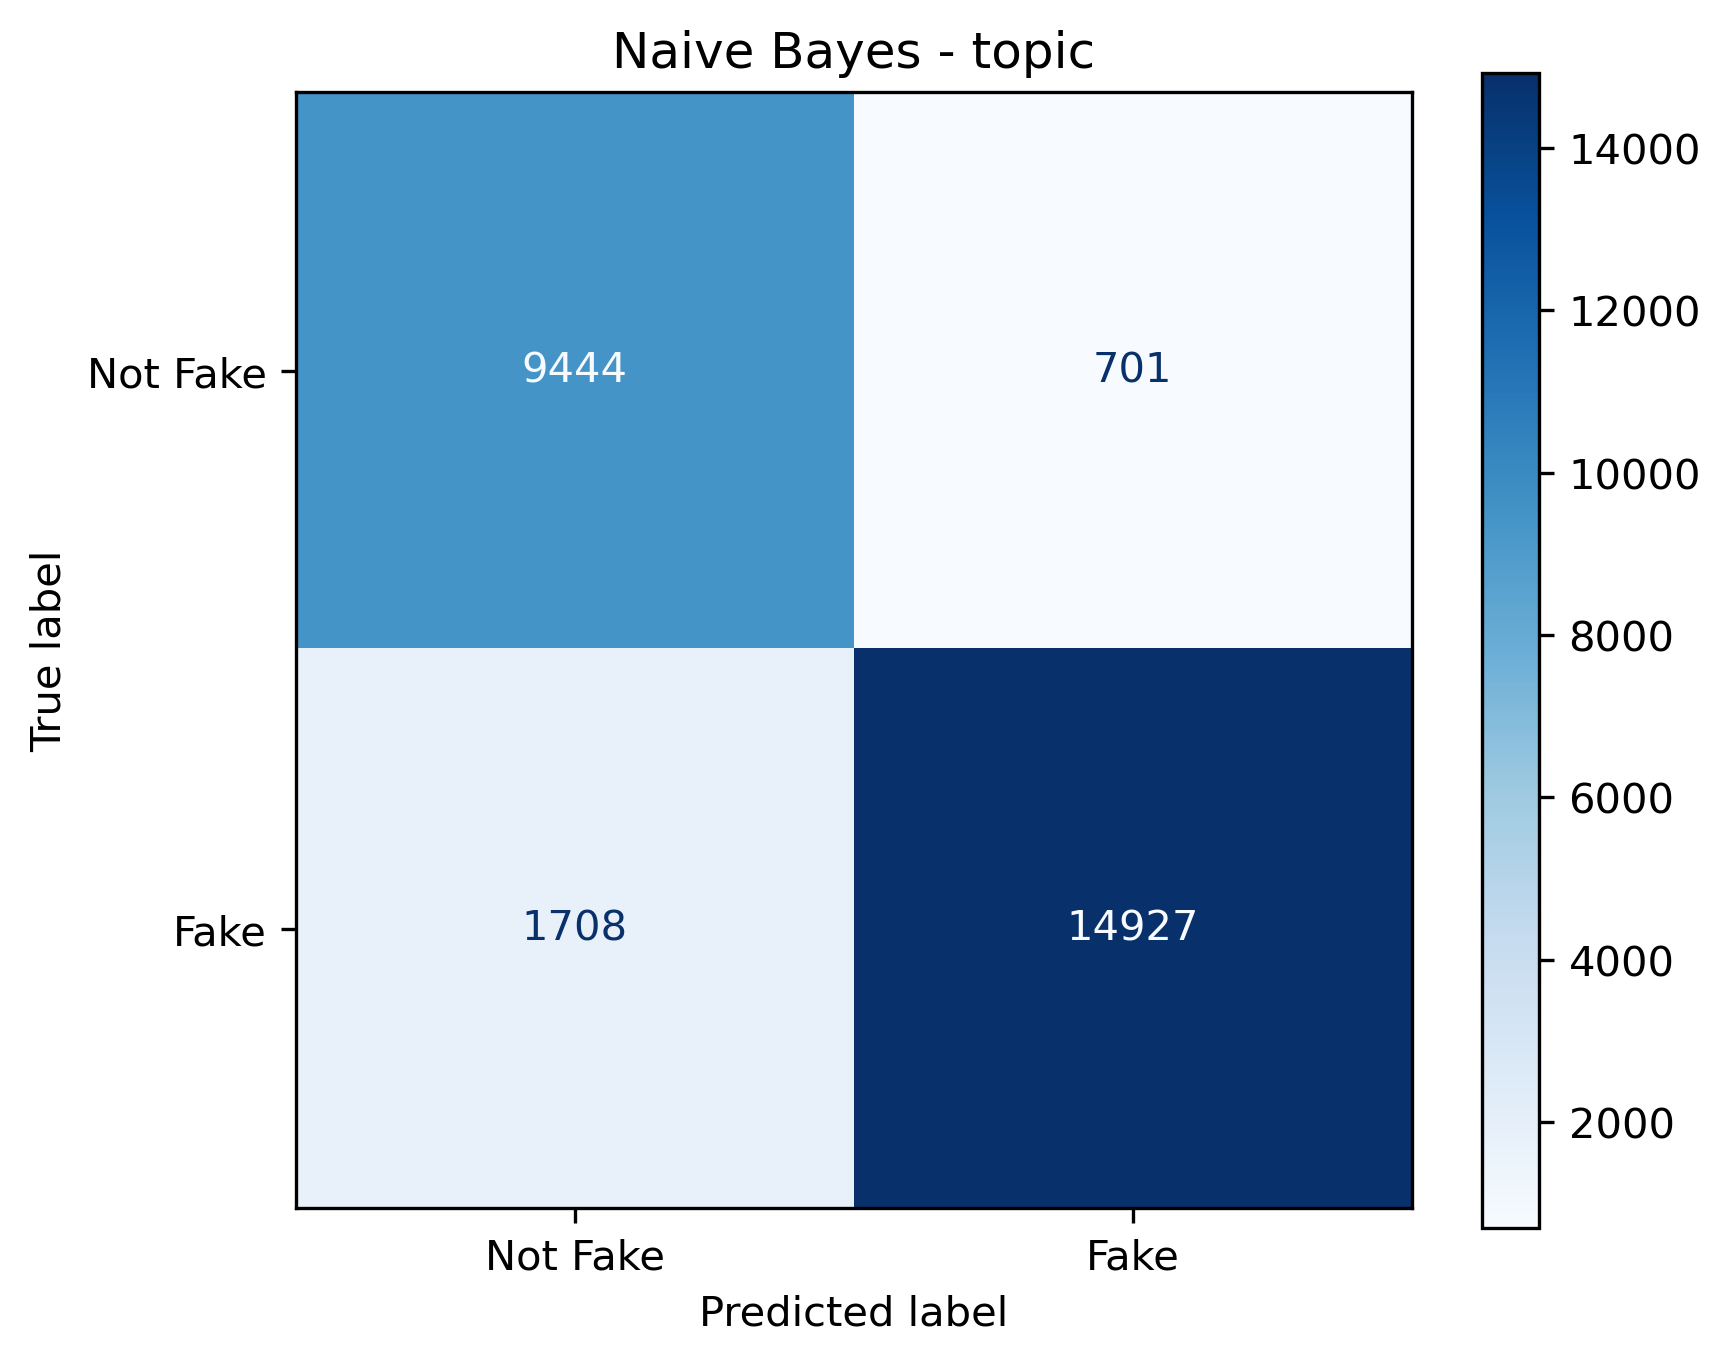 Naive Bayes - topic
True label
Not Fake
Fake
9444
701
1708
14927
Not Fake
Fake
Predicted label
14000
12000
10000
8000
6000
4000
2000